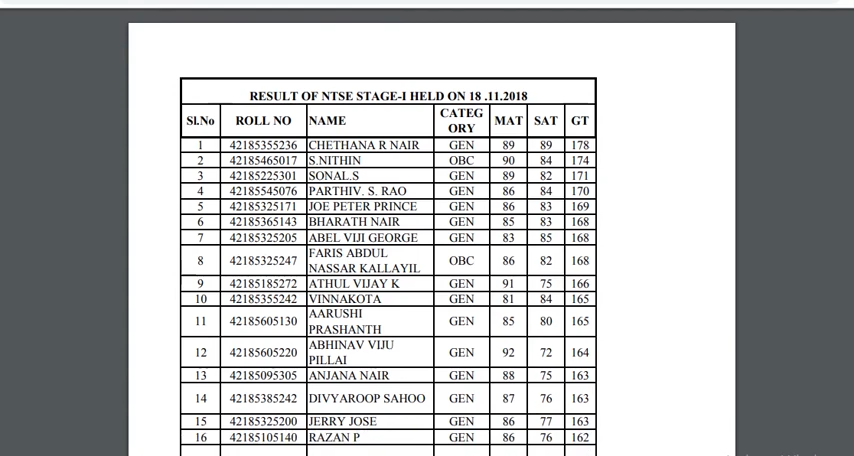 RESULT OF NTSE STAGE-I HELD ON 18 .11.2018
Sl.No ROLL NO NAME CATEG ORY MAT SAT GT
1 42185355236 CHETHANA R NAIR GEN 89 89 178
2 42185465017 S.NITHIN OBC 90 84 174
3 42185225301 SONAL.S GEN 89 82 171
4 42185545076 PARTHIV. S. RAO GEN 86 84 170
5 42185325171 JOE PETER PRINCE GEN 86 83 169
6 42185365143 BHARATH NAIR GEN 85 83 168
7 42185325205 ABEL VIJI GEORGE GEN 83 85 168
8 42185325247 FARIS ABDUL NASSAR KALLAYIL OBC 86 82 168
9 42185185272 ATHUL VIJAY K GEN 91 75 166
10 42185355242 VINNAKOTA GEN 81 84 165
11 42185605130 AARUSHI PRASHANTH GEN 85 80 165
12 42185605220 ABHINAV VIJU PILLAI GEN 92 72 164
13 42185095305 ANJANA NAIR GEN 88 75 163
14 42185385242 DIVYAROOP SAHOO GEN 87 76 163
15 42185325200 JERRY JOSE GEN 86 77 163
16 42185105140 RAZAN P GEN 86 76 162